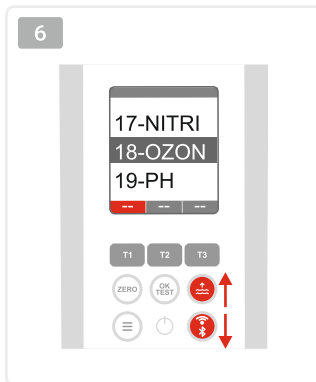 6
17-NITRI
18-OZON
19-PH
-- -- --
T1 T2 T3
ZERO OK TEST